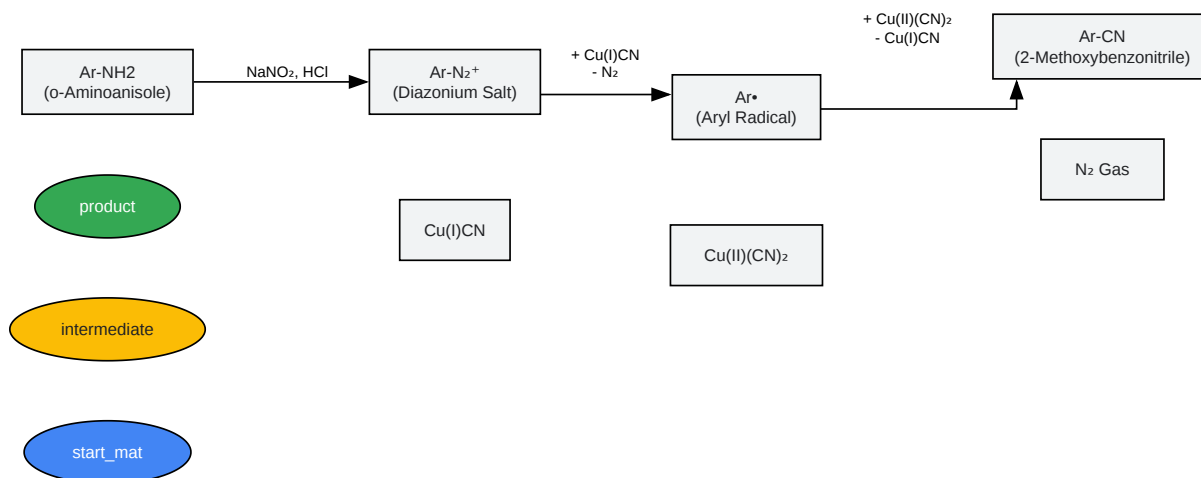 + Cu(II)(CN)₂
- Cu(I)CN
Ar-CN
(2-Methoxybenzonitrile)
Ar-NH2
(o-Aminoanisole)
NaNO₂, HCl
Ar-N₂⁺
(Diazonium Salt)
+ Cu(I)CN
- N₂
Ar•
(Aryl Radical)
N₂ Gas
product
Cu(I)CN
Cu(II)(CN)₂
intermediate
start_mat